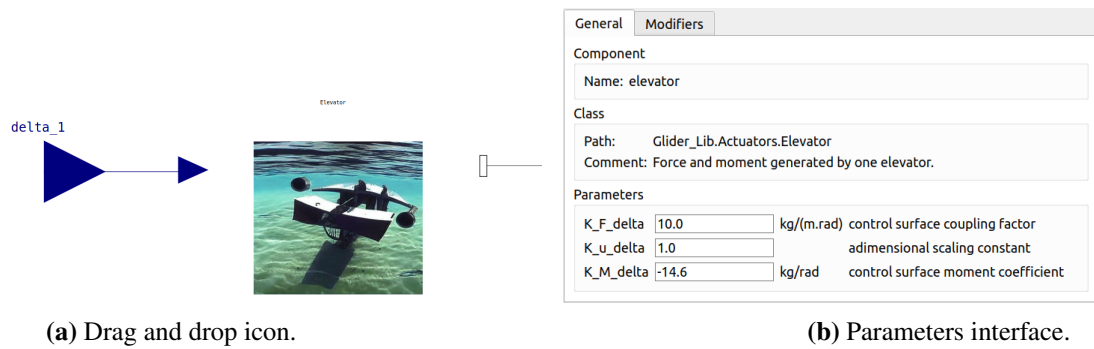 delta_1
Elevator
(a) Drag and drop icon.
General Modifiers
Component
Name: elevator
Class
Path: Glider_Lib.Actuators.Elevator
Comment: Force and moment generated by one elevator.
Parameters
K_F_delta 10.0 kg/(m.rad) control surface coupling factor
K_u_delta 1.0 adimensional scaling constant
K_M_delta -14.6 kg/rad control surface moment coefficient
(b) Parameters interface.